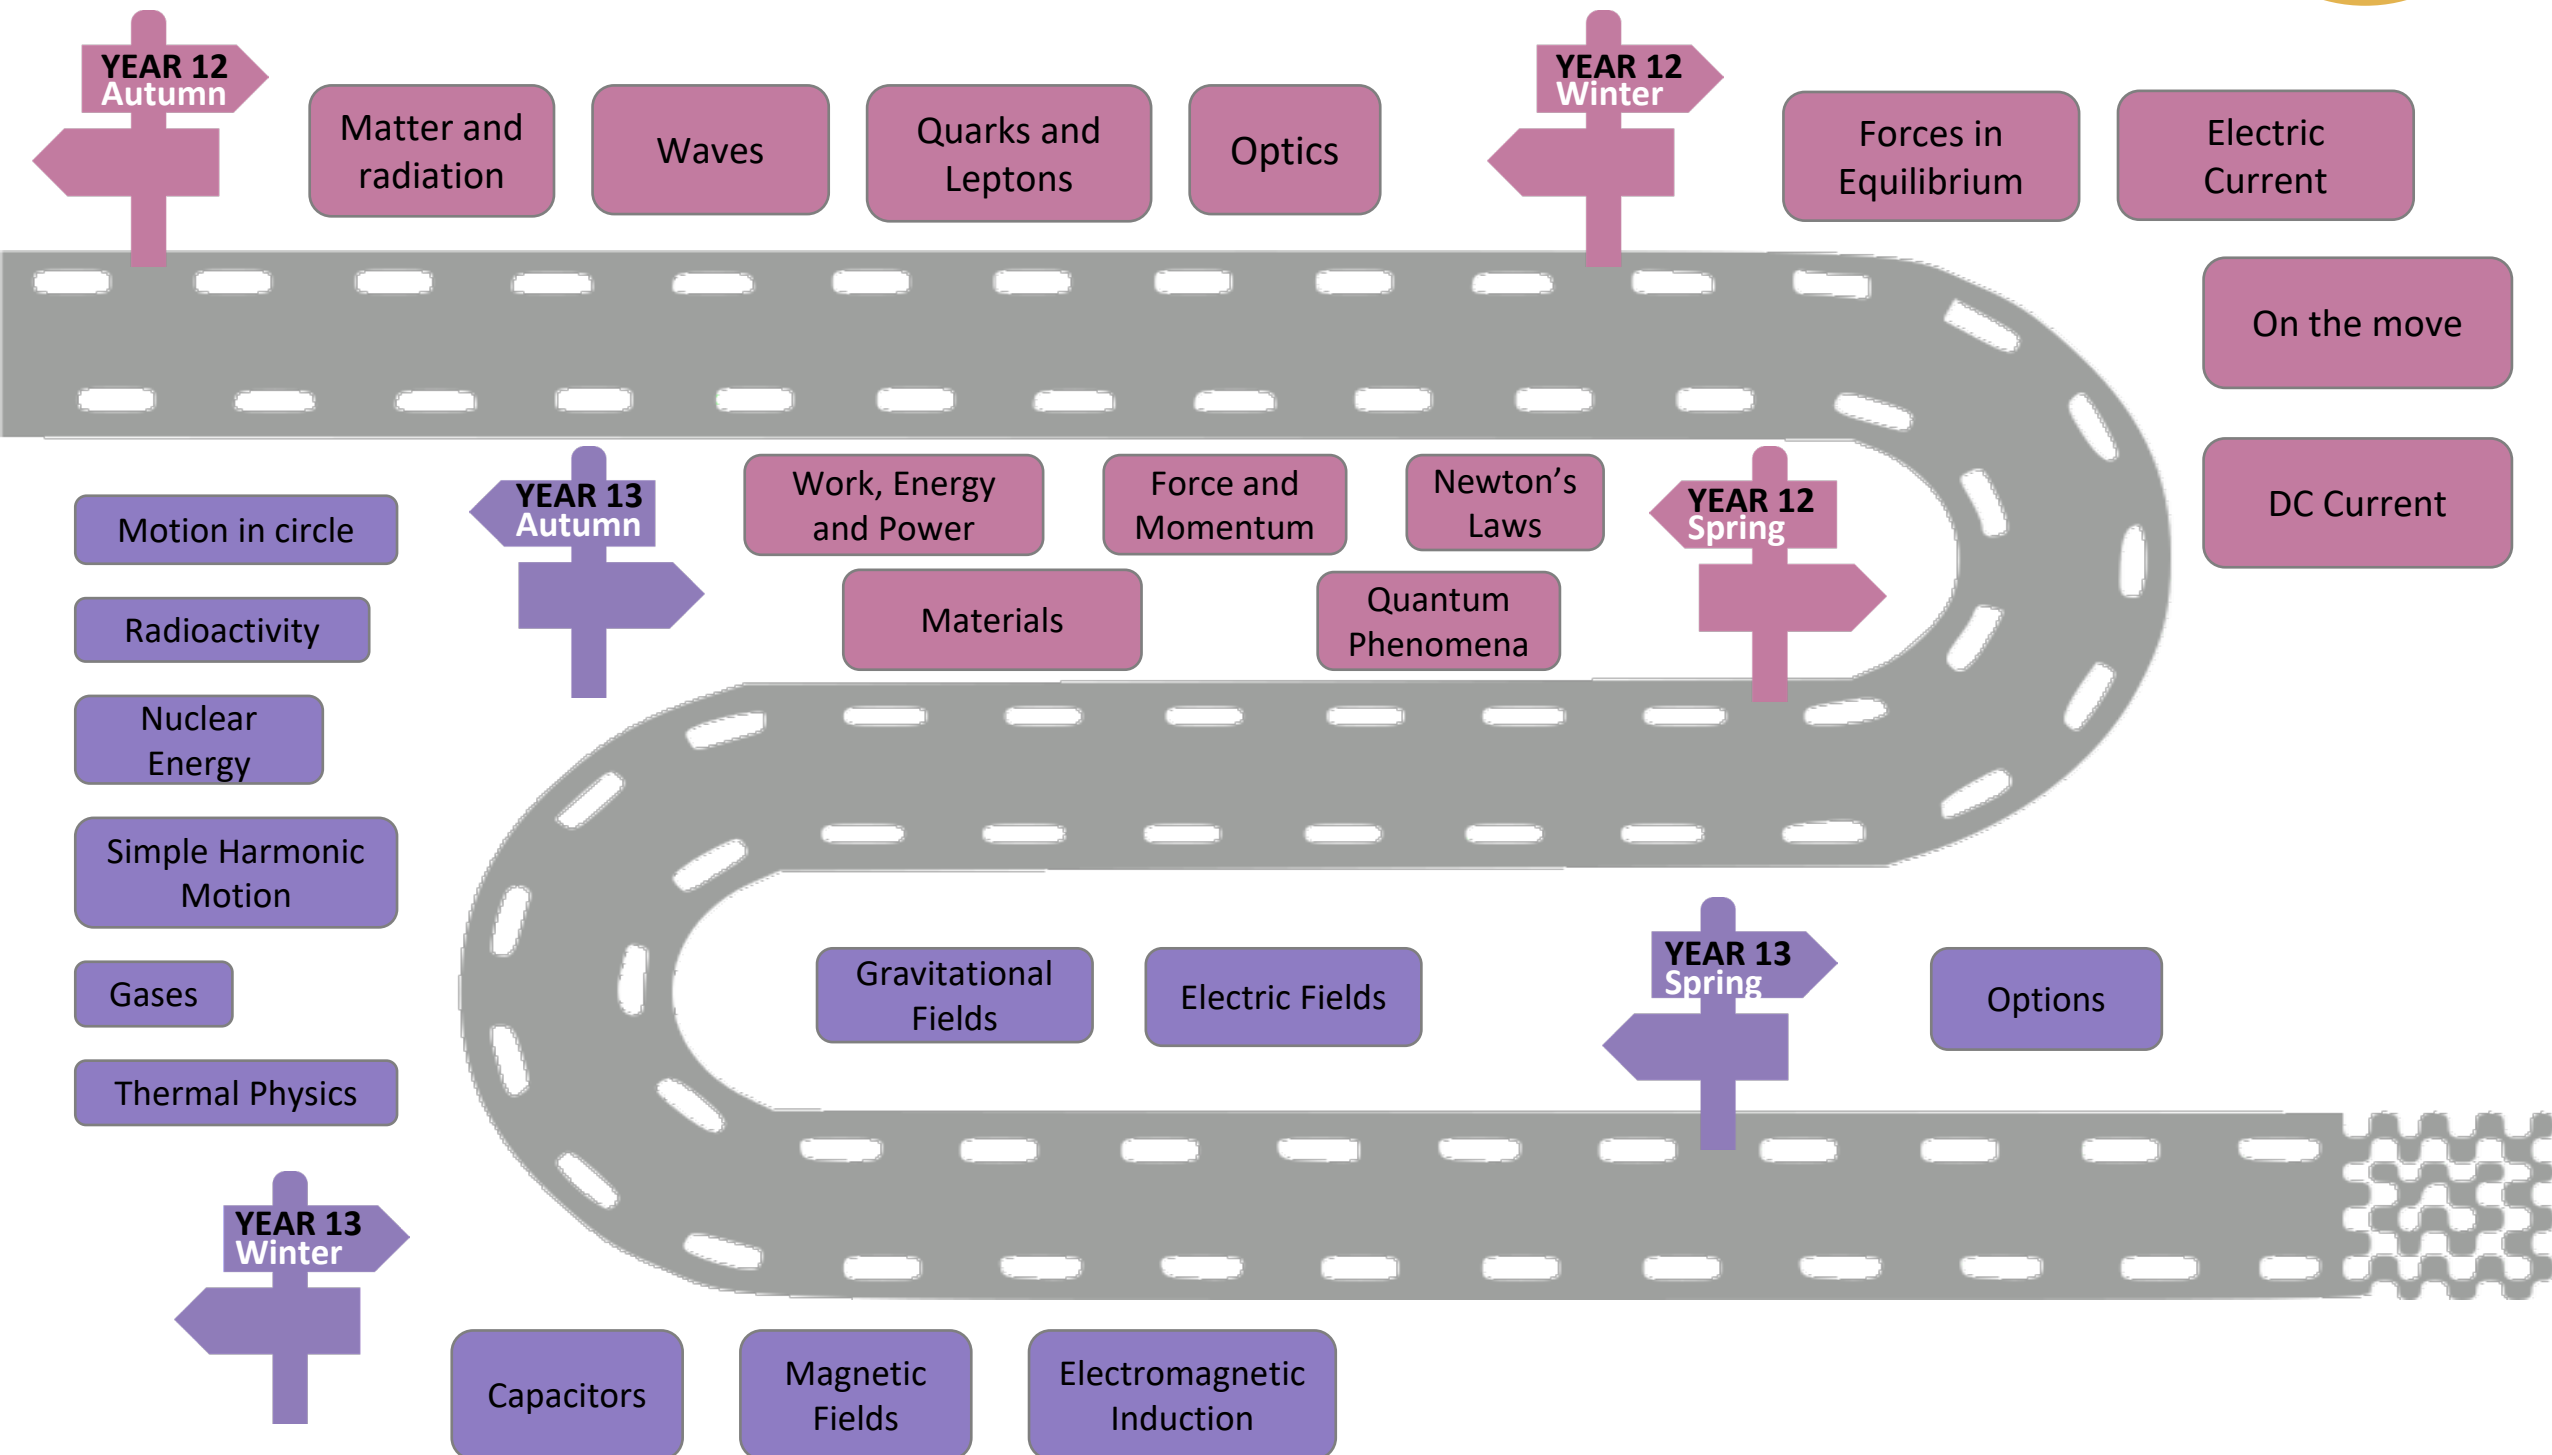 YEAR 12
Autumn
Matter and
radiation
Waves
Quarks and
Leptons
Optics
YEAR 12
Winter
Forces in
Equilibrium
Electric
Current
On the move
DC Current
YEAR 12
Spring
Newton’s
Laws
Force and
Momentum
Work, Energy
and Power
Quantum
Phenomena
Materials
YEAR 13
Autumn
Motion in circle
Radioactivity
Nuclear
Energy
Simple Harmonic
Motion
Gases
Thermal Physics
YEAR 13
Winter
Gravitational
Fields
Electric Fields
Capacitors
Magnetic
Fields
Electromagnetic
Induction
YEAR 13
Spring
Options